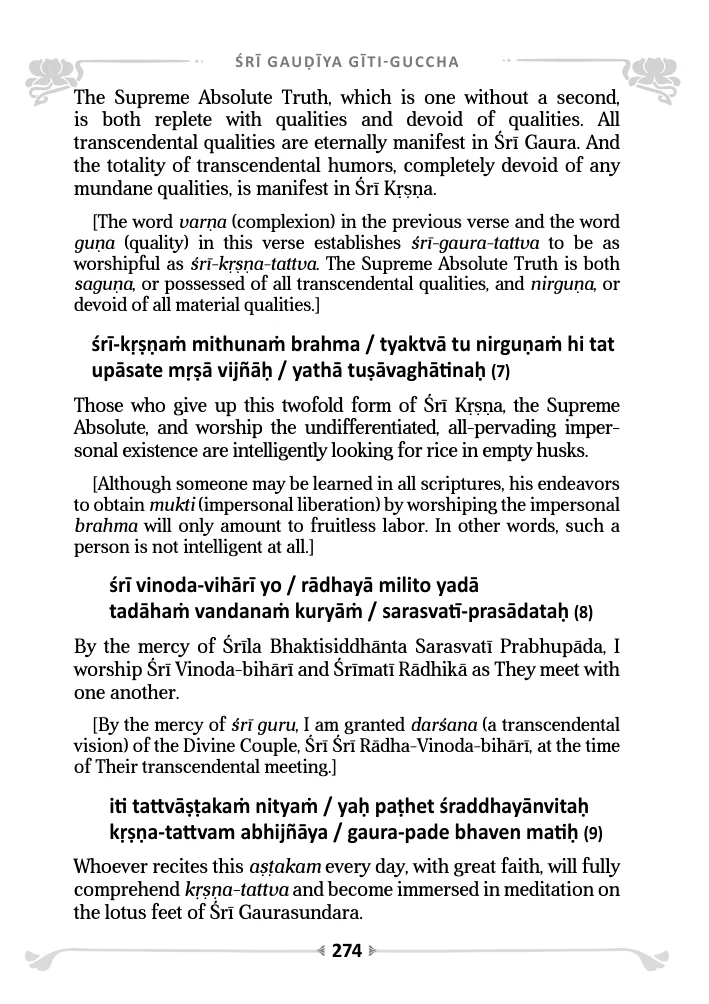 ŚRĪ GAUḌĪYA GĪTI-GUCCHA
The Supreme Absolute Truth, which is one without a second,
is both replete with qualities and devoid of qualities. All
transcendental qualities are eternally manifest in Śrī Gaura. And
the totality of transcendental humors, completely devoid of any
mundane qualities, is manifest in Śrī Kṛṣṇa.
[The word varṇa (complexion) in the previous verse and the word
guṇa (quality) in this verse establishes śrī-gaura-tattva to be as
worshipful as śrī-kṛṣṇa-tattva. The Supreme Absolute Truth is both
saguṇa, or possessed of all transcendental qualities, and nirguṇa, or
devoid of all material qualities.]
śrī-kṛṣṇaṁ mithunaṁ brahma / tyaktvā tu nirguṇaṁ hi tat
upāsate mṛṣā vijñāḥ / yathā tuṣāvaghātinaḥ (7)
Those who give up this twofold form of Śrī Kṛṣṇa, the Supreme
Absolute, and worship the undifferentiated, all-pervading imper-
sonal existence are intelligently looking for rice in empty husks.
[Although someone may be learned in all scriptures, his endeavors
to obtain mukti (impersonal liberation) by worshiping the impersonal
brahma will only amount to fruitless labor. In other words, such a
person is not intelligent at all.]
śrī vinoda-vihārī yo / rādhayā milito yadā
tadāhaṁ vandanaṁ kuryāṁ / sarasvatī-prasādataḥ (8)
By the mercy of Śrīla Bhaktisiddhānta Sarasvatī Prabhupāda, I
worship Śrī Vinoda-bihārī and Śrīmatī Rādhikā as They meet with
one another.
[By the mercy of śrī guru, I am granted darśana (a transcendental
vision) of the Divine Couple, Śrī Śrī Rādha-Vinoda-bihārī, at the time
of Their transcendental meeting.]
iti tattvāṣṭakaṁ nityaṁ / yaḥ paṭhet śraddhayānvitaḥ
kṛṣṇa-tattvam abhijñāya / gaura-pade bhaven matiḥ (9)
Whoever recites this aṣṭakam every day, with great faith, will fully
comprehend kṛṣṇa-tattva and become immersed in meditation on
the lotus feet of Śrī Gaurasundara.
274